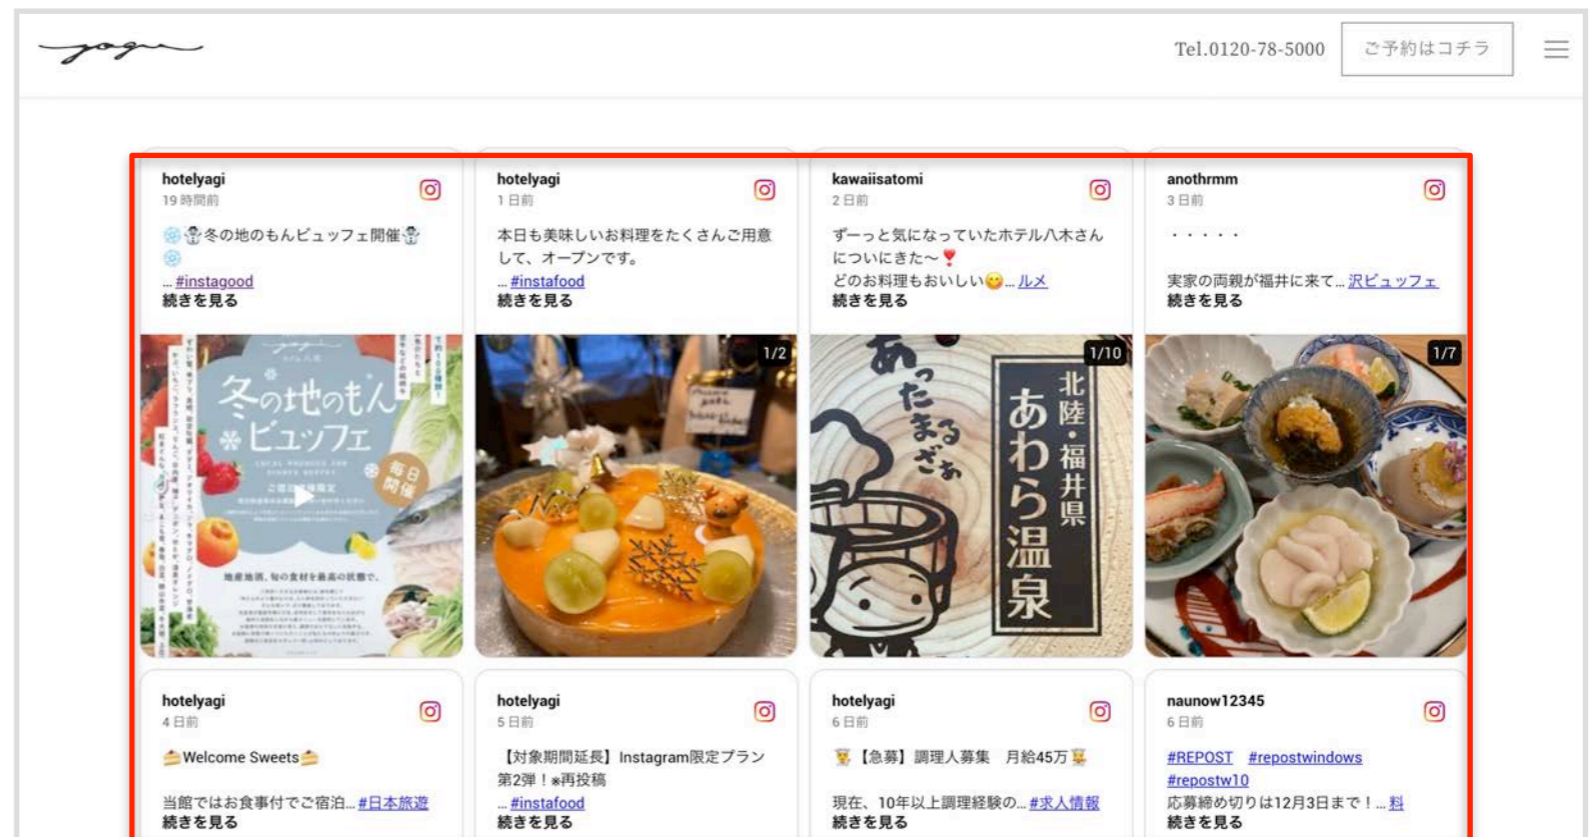 yagi
Tel.0120-78-5000
ご予約はコチラ
hotelyagi
19 時間前
❄️☃️冬の地のもんビュッフェ開催☃️
❄️
... #instagood
続きを見る
hotelyagi
1 日前
本日も美味しいお料理をたくさんご用意
して、オープンです。
... #instafood
続きを見る
kawaiisatomi
2 日前
ずーっと気になっていたホテル八木さん
についにきた〜❣️
どのお料理もおいしい😋... ルメ
続きを見る
anothrmm
3 日前
・・・・・
実家の両親が福井に来て... 沢ビュッフェ
続きを見る
冬の地のもん
ビュッフェ
LOCAL PRODUCE FOR
毎日
開催
地産地消、旬の食材を最高の状態で。
1/2
1/10
あったまるざぁ
北陸・福井県
あわら温泉
1/7
hotelyagi
4 日前
🍰Welcome Sweets🍰
当館ではお食事付でご宿泊... #日本旅遊
続きを見る
hotelyagi
5 日前
【対象期間延長】Instagram限定プラン
第2弾！※再投稿
... #instafood
続きを見る
hotelyagi
6 日前
👨‍🍳【急募】調理人募集　月給45万👨‍🍳
現在、10年以上調理経験の... #求人情報
続きを見る
naunow12345
6 日前
#REPOST #repostwindows
#repostw10
応募締め切りは12月3日まで！... 料
続きを見る